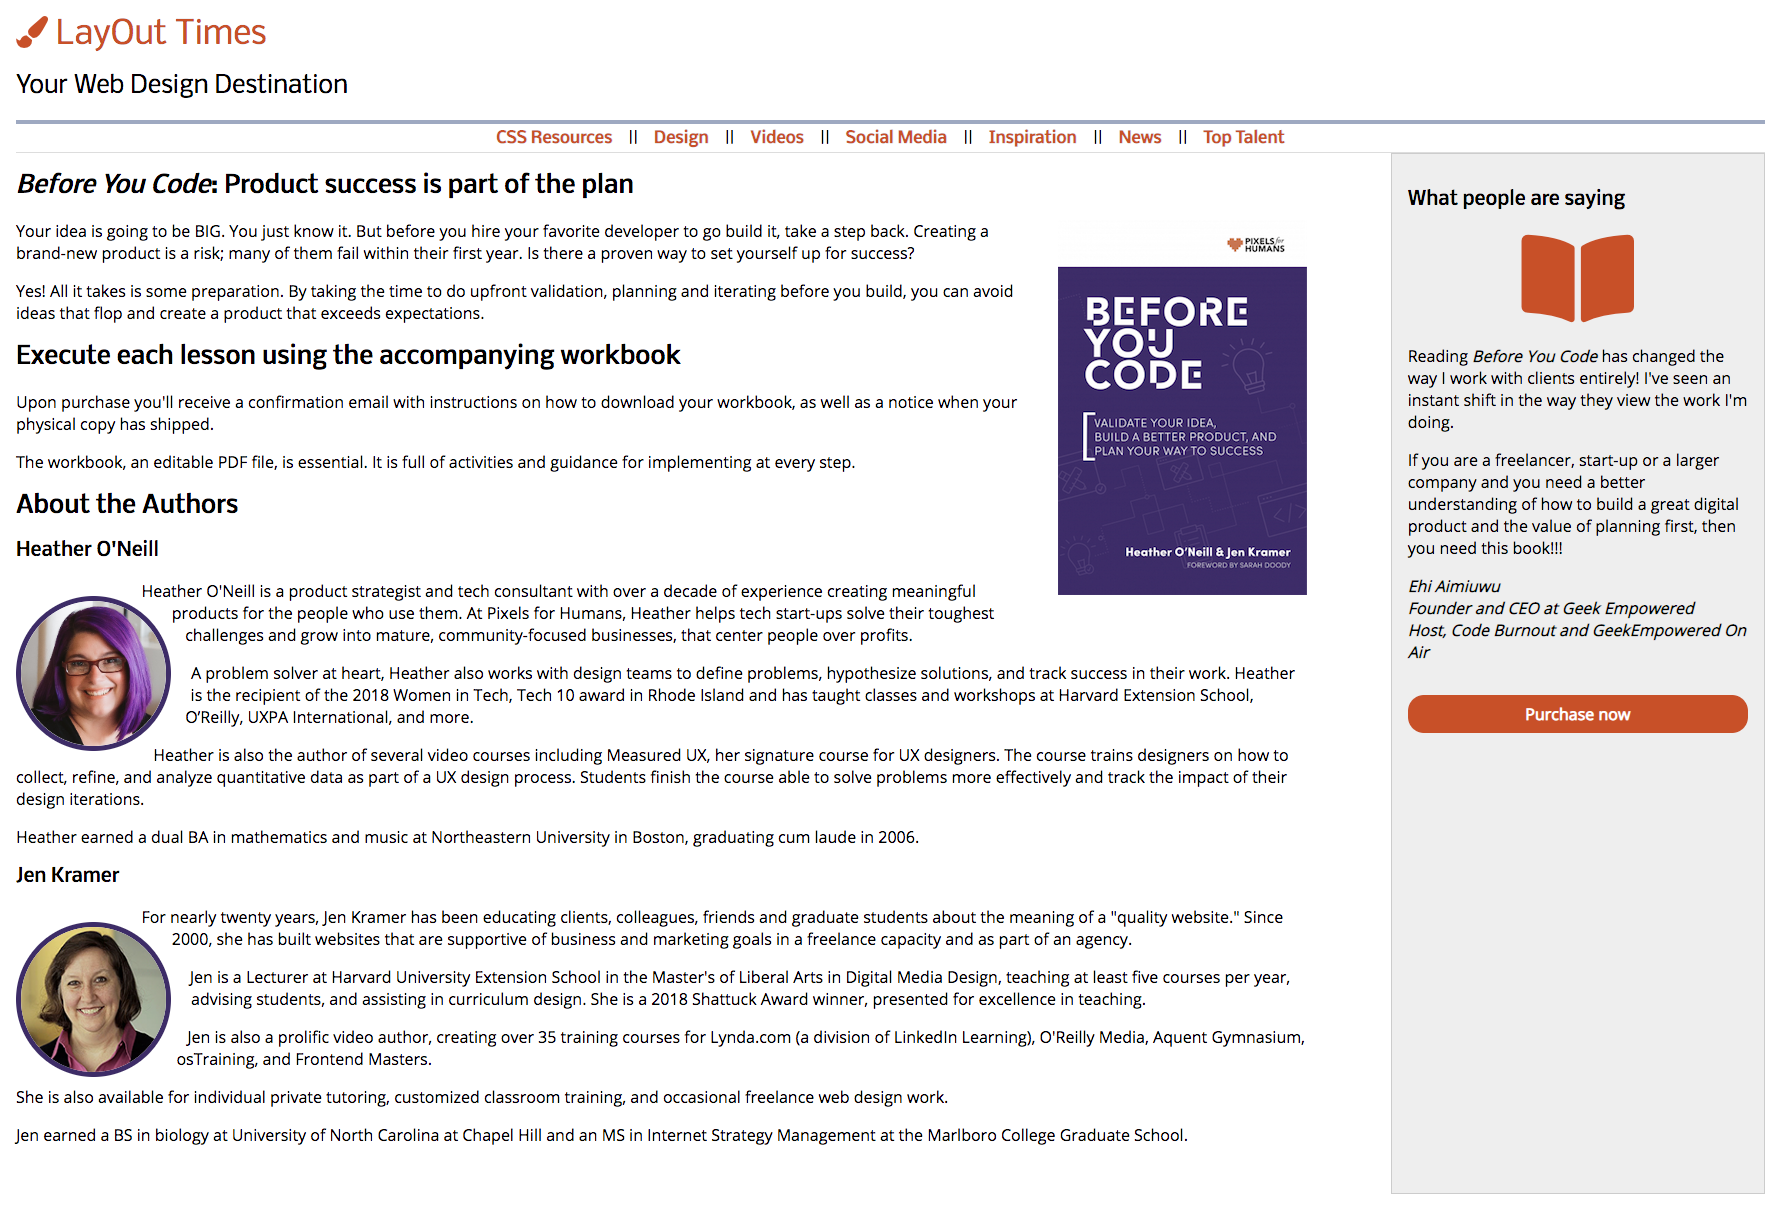 LayOut Times
Your Web Design Destination
CSS Resources || Design || Videos || Social Media || Inspiration || News || Top Talent
Before You Code: Product success is part of the plan
Your idea is going to be BIG. You just know it. But before you hire your favorite developer to go build it, take a step back. Creating a
brand-new product is a risk; many of them fail within their first year. Is there a proven way to set yourself up for success?
Yes! All it takes is some preparation. By taking the time to do upfront validation, planning and iterating before you build, you can avoid
ideas that flop and create a product that exceeds expectations.
Execute each lesson using the accompanying workbook
Upon purchase you'll receive a confirmation email with instructions on how to download your workbook, as well as a notice when your
physical copy has shipped.
The workbook, an editable PDF file, is essential. It is full of activities and guidance for implementing at every step.
PIXELS for
HUMANS
BEFORE
YOU
CODE
VALIDATE YOUR IDEA,
BUILD A BETTER PRODUCT, AND
PLAN YOUR WAY TO SUCCESS
Heather O'Neill & Jen Kramer
FOREWORD BY SARAH DOODY
About the Authors
Heather O'Neill
Heather O'Neill is a product strategist and tech consultant with over a decade of experience creating meaningful
products for the people who use them. At Pixels for Humans, Heather helps tech start-ups solve their toughest
challenges and grow into mature, community-focused businesses, that center people over profits.
A problem solver at heart, Heather also works with design teams to define problems, hypothesize solutions, and track success in their work. Heather
is the recipient of the 2018 Women in Tech, Tech 10 award in Rhode Island and has taught classes and workshops at Harvard Extension School,
O’Reilly, UXPA International, and more.
Heather is also the author of several video courses including Measured UX, her signature course for UX designers. The course trains designers on how to
collect, refine, and analyze quantitative data as part of a UX design process. Students finish the course able to solve problems more effectively and track the impact of their
design iterations.
Heather earned a dual BA in mathematics and music at Northeastern University in Boston, graduating cum laude in 2006.
Jen Kramer
For nearly twenty years, Jen Kramer has been educating clients, colleagues, friends and graduate students about the meaning of a "quality website." Since
2000, she has built websites that are supportive of business and marketing goals in a freelance capacity and as part of an agency.
Jen is a Lecturer at Harvard University Extension School in the Master's of Liberal Arts in Digital Media Design, teaching at least five courses per year,
advising students, and assisting in curriculum design. She is a 2018 Shattuck Award winner, presented for excellence in teaching.
Jen is also a prolific video author, creating over 35 training courses for Lynda.com (a division of LinkedIn Learning), O'Reilly Media, Aquent Gymnasium,
osTraining, and Frontend Masters.
She is also available for individual private tutoring, customized classroom training, and occasional freelance web design work.
Jen earned a BS in biology at University of North Carolina at Chapel Hill and an MS in Internet Strategy Management at the Marlboro College Graduate School.
What people are saying
Reading Before You Code has changed the
way I work with clients entirely! I've seen an
instant shift in the way they view the work I'm
doing.
If you are a freelancer, start-up or a larger
company and you need a better
understanding of how to build a great digital
product and the value of planning first, then
you need this book!!!
Ehi Aimiuwu
Founder and CEO at Geek Empowered
Host, Code Burnout and GeekEmpowered On
Air
Purchase now